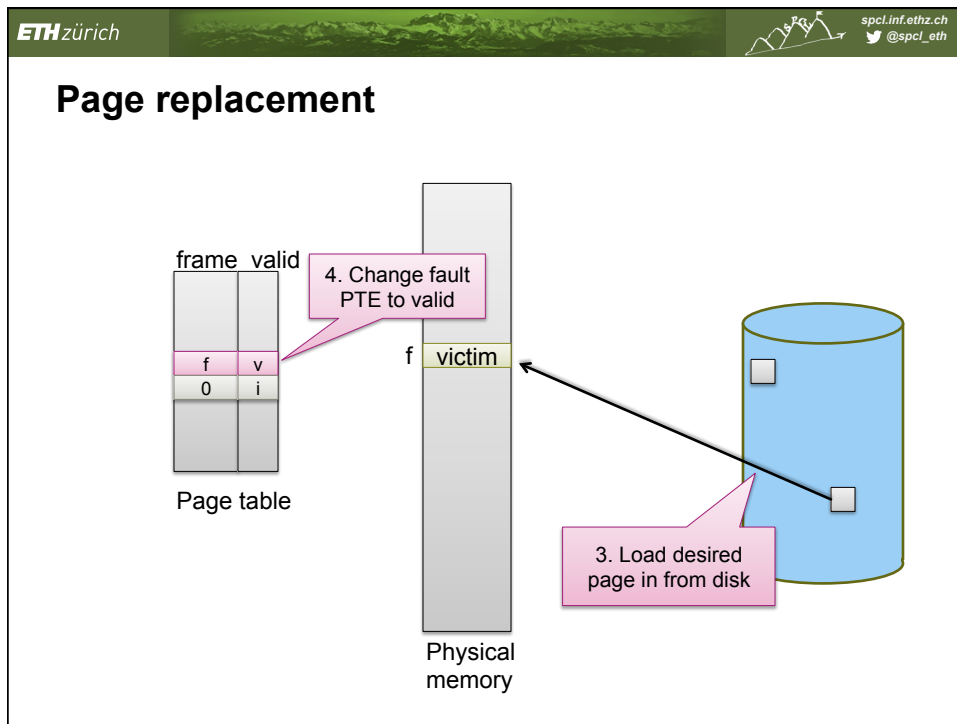 ETH zürich
spcl.inf.ethz.ch
@spcl_eth
Page replacement
frame valid
4. Change fault
PTE to valid
f v
0 i
Page table
f victim
3. Load desired
page in from disk
Physical
memory